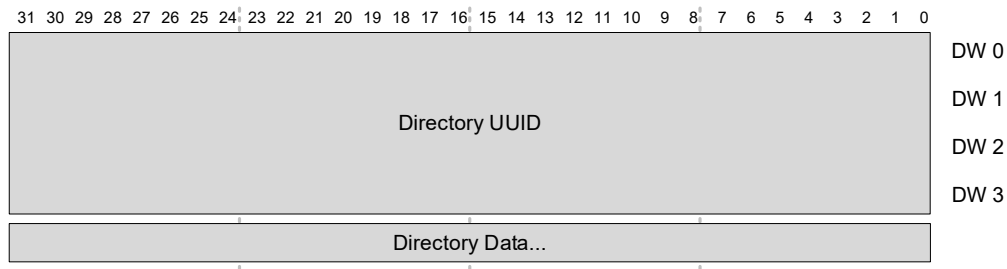 31 30 29 28 27 26 25 24 23 22 21 20 19 18 17 16 15 14 13 12 11 10 9 8 7 6 5 4 3 2 1 0
DW 0
DW 1
Directory UUID
DW 2
DW 3
Directory Data...